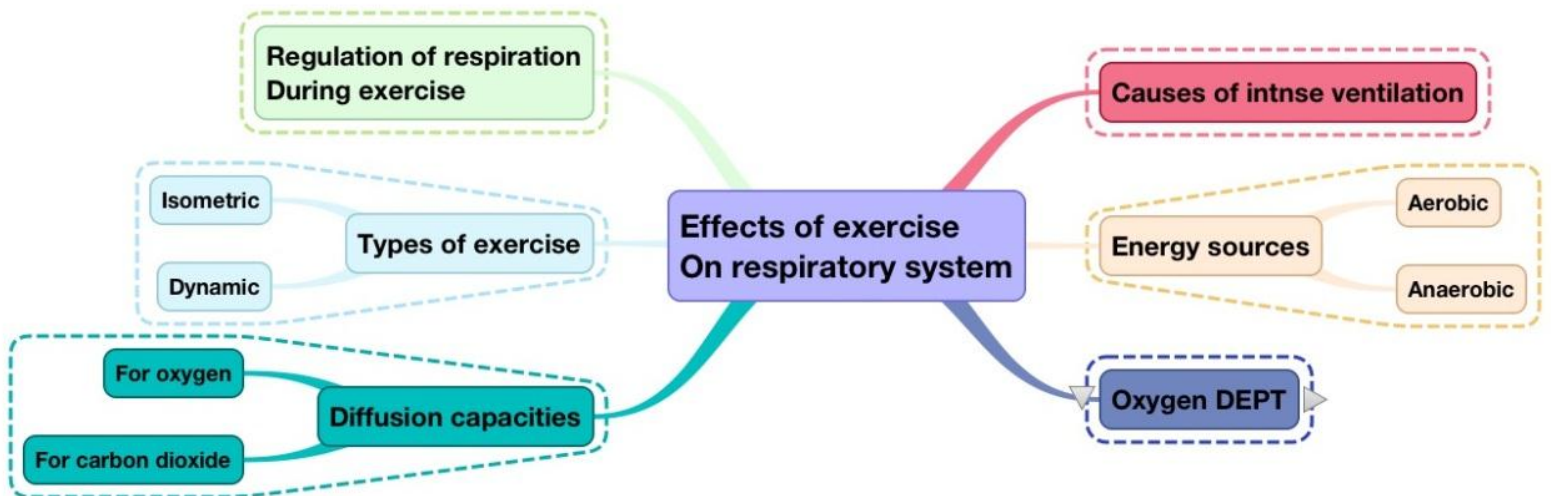 Regulation of respiration
During exercise
Causes of intnse ventilation
Isometric
Types of exercise
Dynamic
Effects of exercise
On respiratory system
Aerobic
Energy sources
Anaerobic
For oxygen
Diffusion capacities
For carbon dioxide
Oxygen DEPT